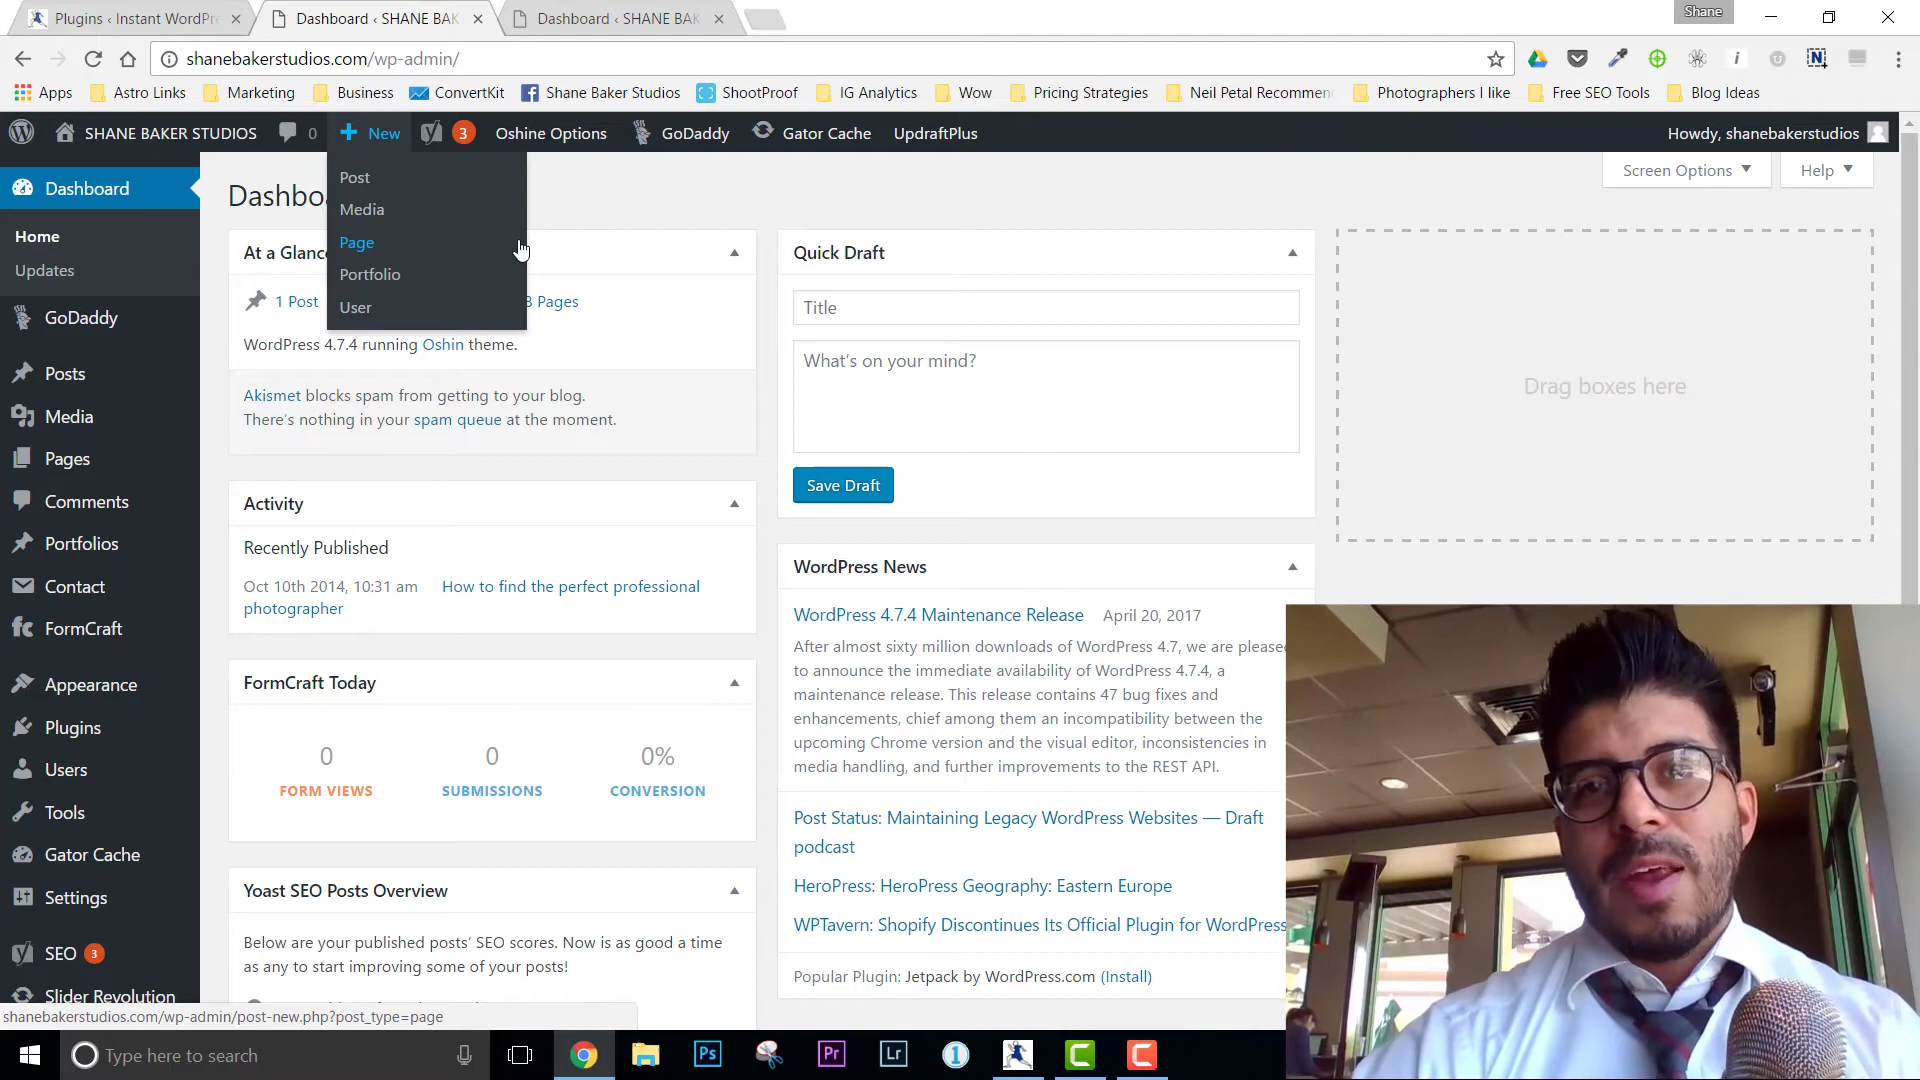 Plugins ‹ Instant WordPre
Dashboard ‹ SHANE BAKE
Dashboard ‹ SHANE BAK
Shane
shanebakerstudios.com/wp-admin/
Apps
Astro Links
Marketing
Business
ConvertKit
Shane Baker Studios
ShootProof
IG Analytics
Wow
Pricing Strategies
Neil Petal Recommen
Photographers I like
Free SEO Tools
Blog Ideas
SHANE BAKER STUDIOS
0
New
3
Oshine Options
GoDaddy
Gator Cache
UpdraftPlus
Howdy, shanebakerstudios
Post
Media
Page
Portfolio
User
Screen Options
Help
Dashboard
Home
Updates
GoDaddy
Posts
Media
Pages
Comments
Portfolios
Contact
FormCraft
Appearance
Plugins
Users
Tools
Gator Cache
Settings
SEO 3
Slider Revolution
Dashbo
At a Glanc
1 Post
8 Pages
WordPress 4.7.4 running Oshin theme.
Akismet blocks spam from getting to your blog.
There's nothing in your spam queue at the moment.
Activity
Recently Published
Oct 10th 2014, 10:31 am How to find the perfect professional
photographer
FormCraft Today
0
0
0%
FORM VIEWS
SUBMISSIONS
CONVERSION
Yoast SEO Posts Overview
Below are your published posts' SEO scores. Now is as good a time
as any to start improving some of your posts!
Quick Draft
Title
What's on your mind?
Save Draft
Drag boxes here
WordPress News
WordPress 4.7.4 Maintenance Release April 20, 2017
After almost sixty million downloads of WordPress 4.7, we are please
to announce the immediate availability of WordPress 4.7.4, a
maintenance release. This release contains 47 bug fixes and
enhancements, chief among them an incompatibility between the
upcoming Chrome version and the visual editor, inconsistencies in
media handling, and further improvements to the REST API.
Post Status: Maintaining Legacy WordPress Websites — Draft
podcast
HeroPress: HeroPress Geography: Eastern Europe
WPTavern: Shopify Discontinues Its Official Plugin for WordPress
Popular Plugin: Jetpack by WordPress.com (Install)
shanebakerstudios.com/wp-admin/post-new.php?post_type=page
Type here to search
Ps
Pr
Lr